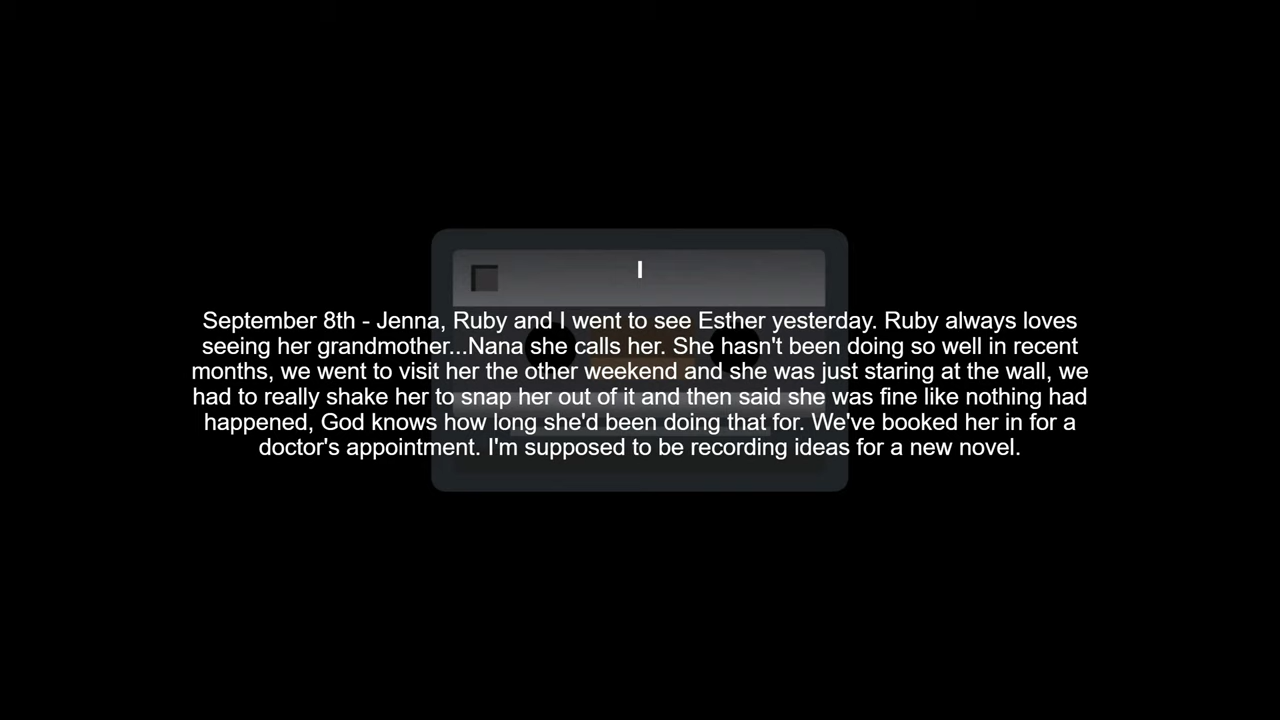 I
September 8th - Jenna, Ruby and I went to see Esther yesterday. Ruby always loves
seeing her grandmother...Nana she calls her. She hasn't been doing so well in recent
months, we went to visit her the other weekend and she was just staring at the wall, we
had to really shake her to snap her out of it and then said she was fine like nothing had
happened, God knows how long she'd been doing that for. We've booked her in for a
doctor's appointment. I'm supposed to be recording ideas for a new novel.